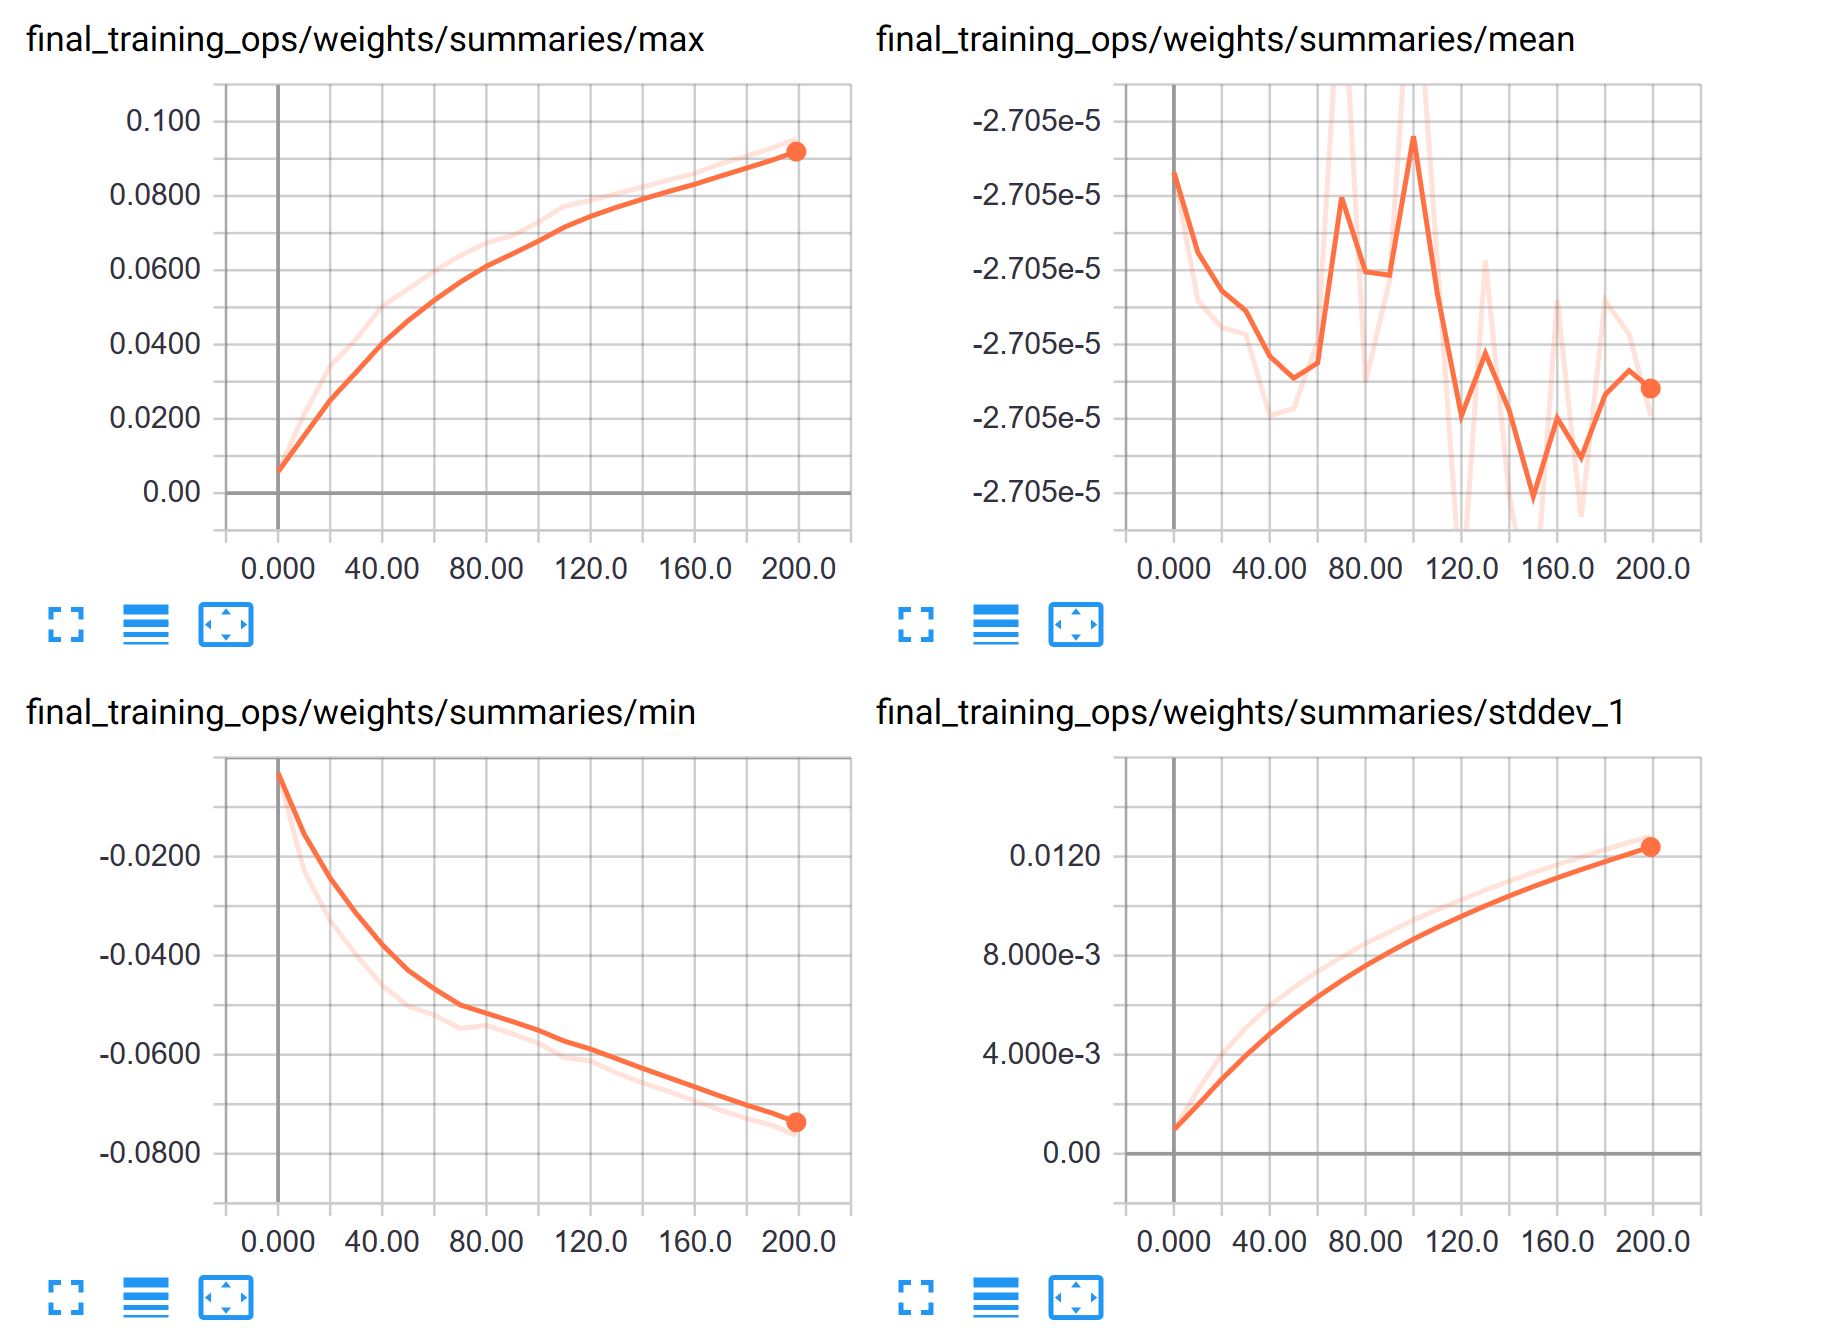 final_training_ops/weights/summaries/max
0.100
0.0800
0.0600
0.0400
0.0200
0.00
0.000 40.00 80.00 120.0 160.0 200.0
final_training_ops/weights/summaries/mean
-2.705e-5
-2.705e-5
-2.705e-5
-2.705e-5
-2.705e-5
-2.705e-5
0.000 40.00 80.00 120.0 160.0 200.0
final_training_ops/weights/summaries/min
-0.0200
-0.0400
-0.0600
-0.0800
0.000 40.00 80.00 120.0 160.0 200.0
final_training_ops/weights/summaries/stddev_1
0.0120
8.000e-3
4.000e-3
0.00
0.000 40.00 80.00 120.0 160.0 200.0